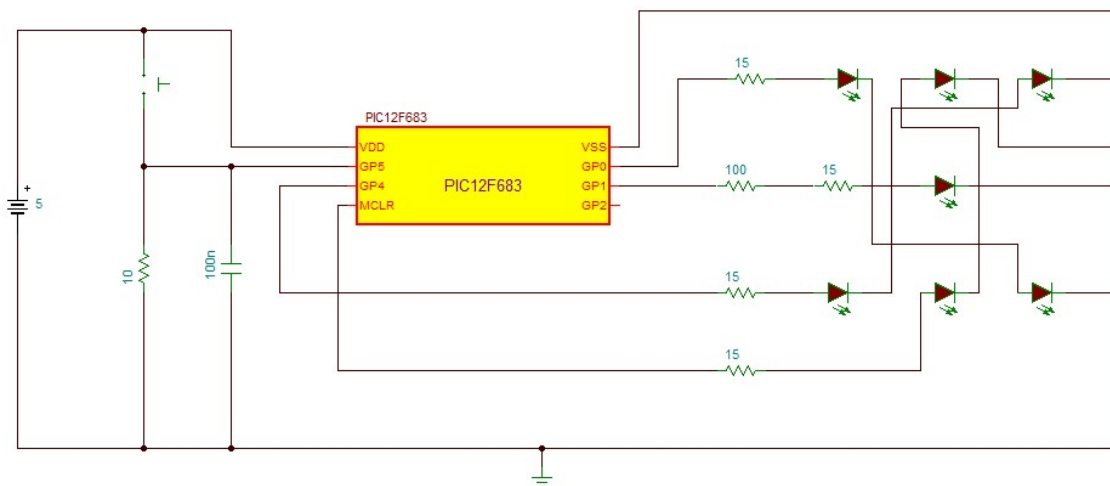 15
PIC12F683
VDD
VSS
GP5
GP0
GP4
PIC12F683
GP1
100
15
MCLR
GP2
+
5
10
100n
15
15